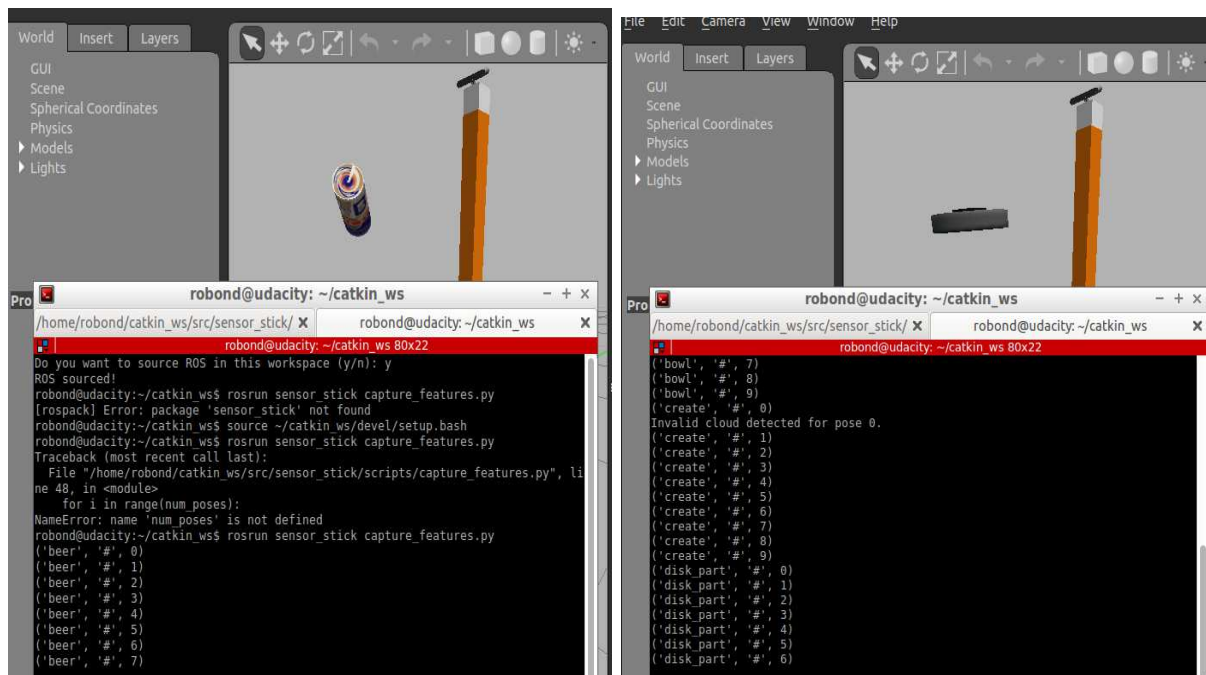 World Insert Layers
GUI
Scene
Spherical Coordinates
Physics
Models
Lights
Pro
robond@udacity: ~/catkin_ws
/home/robond/catkin_ws/src/sensor_stick/ X robond@udacity: ~/catkin_ws X
robond@udacity: ~/catkin_ws 80x22
Do you want to source ROS in this workspace (y/n): y
ROS sourced!
robond@udacity:~/catkin_ws$ rosrun sensor_stick capture_features.py
[rospack] Error: package 'sensor_stick' not found
robond@udacity:~/catkin_ws$ source ~/catkin_ws/devel/setup.bash
robond@udacity:~/catkin_ws$ rosrun sensor_stick capture_features.py
Traceback (most recent call last):
  File "/home/robond/catkin_ws/src/sensor_stick/scripts/capture_features.py", li
ne 48, in <module>
    for i in range(num_poses):
NameError: name 'num_poses' is not defined
robond@udacity:~/catkin_ws$ rosrun sensor_stick capture_features.py
('beer', '#', 0)
('beer', '#', 1)
('beer', '#', 2)
('beer', '#', 3)
('beer', '#', 4)
('beer', '#', 5)
('beer', '#', 6)
('beer', '#', 7)
File Edit Camera View Window Help
World Insert Layers
GUI
Scene
Spherical Coordinates
Physics
Models
Lights
Pro
robond@udacity: ~/catkin_ws
/home/robond/catkin_ws/src/sensor_stick/ X robond@udacity: ~/catkin_ws X
robond@udacity: ~/catkin_ws 80x22
('bowl', '#', 7)
('bowl', '#', 8)
('bowl', '#', 9)
('create', '#', 0)
Invalid cloud detected for pose 0.
('create', '#', 1)
('create', '#', 2)
('create', '#', 3)
('create', '#', 4)
('create', '#', 5)
('create', '#', 6)
('create', '#', 7)
('create', '#', 8)
('create', '#', 9)
('disk_part', '#', 0)
('disk_part', '#', 1)
('disk_part', '#', 2)
('disk_part', '#', 3)
('disk_part', '#', 4)
('disk_part', '#', 5)
('disk_part', '#', 6)